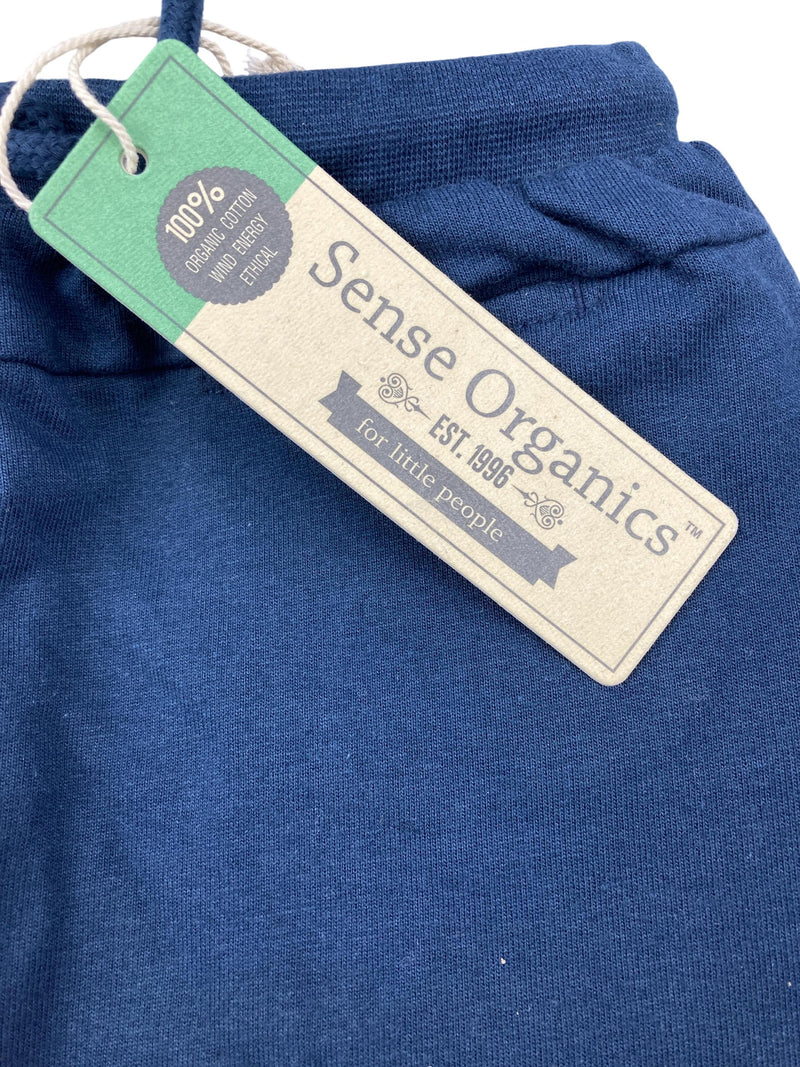 100%
ORGANIC COTTON
WIND ENERGY
ETHICAL
Sense Organics™
EST. 1996
for little people